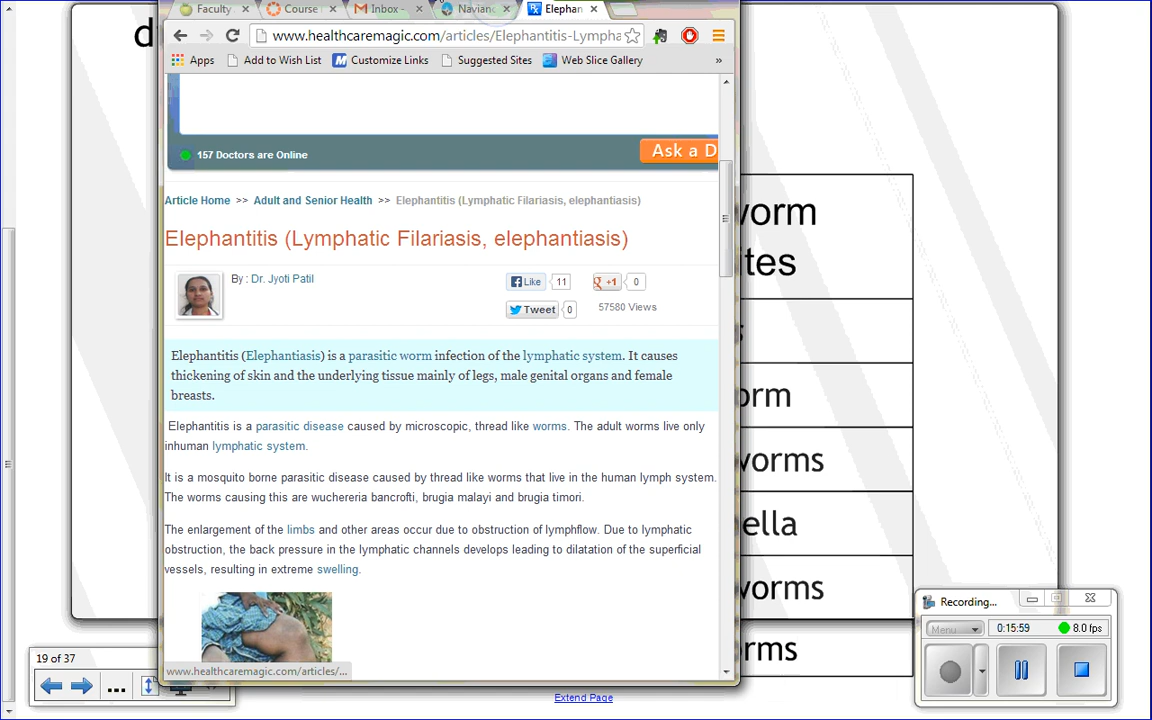 Faculty
Course
Inbox -
Navianc
Elephan
www.healthcaremagic.com/articles/Elephantitis-Lympha
Apps
Add to Wish List
Customize Links
Suggested Sites
Web Slice Gallery
»
157 Doctors are Online
Ask a D
Article Home >> Adult and Senior Health >> Elephantitis (Lymphatic Filariasis, elephantiasis)
Elephantitis (Lymphatic Filariasis, elephantiasis)
By : Dr. Jyoti Patil
Like 11
+1 0
Tweet 0
57580 Views
Elephantitis (Elephantiasis) is a parasitic worm infection of the lymphatic system. It causes
thickening of skin and the underlying tissue mainly of legs, male genital organs and female
breasts.
Elephantitis is a parasitic disease caused by microscopic, thread like worms. The adult worms live only
inhuman lymphatic system.
It is a mosquito borne parasitic disease caused by thread like worms that live in the human lymph system.
The worms causing this are wuchereria bancrofti, brugia malayi and brugia timori.
The enlargement of the limbs and other areas occur due to obstruction of lymphflow. Due to lymphatic
obstruction, the back pressure in the lymphatic channels develops leading to dilatation of the superficial
vessels, resulting in extreme swelling.
www.healthcaremagic.com/articles/...
d
vorm
ites
s
orm
vorms
ella
vorms
rms
19 of 37
Extend Page
Recording...
Menu
0:15:59
8.0 fps